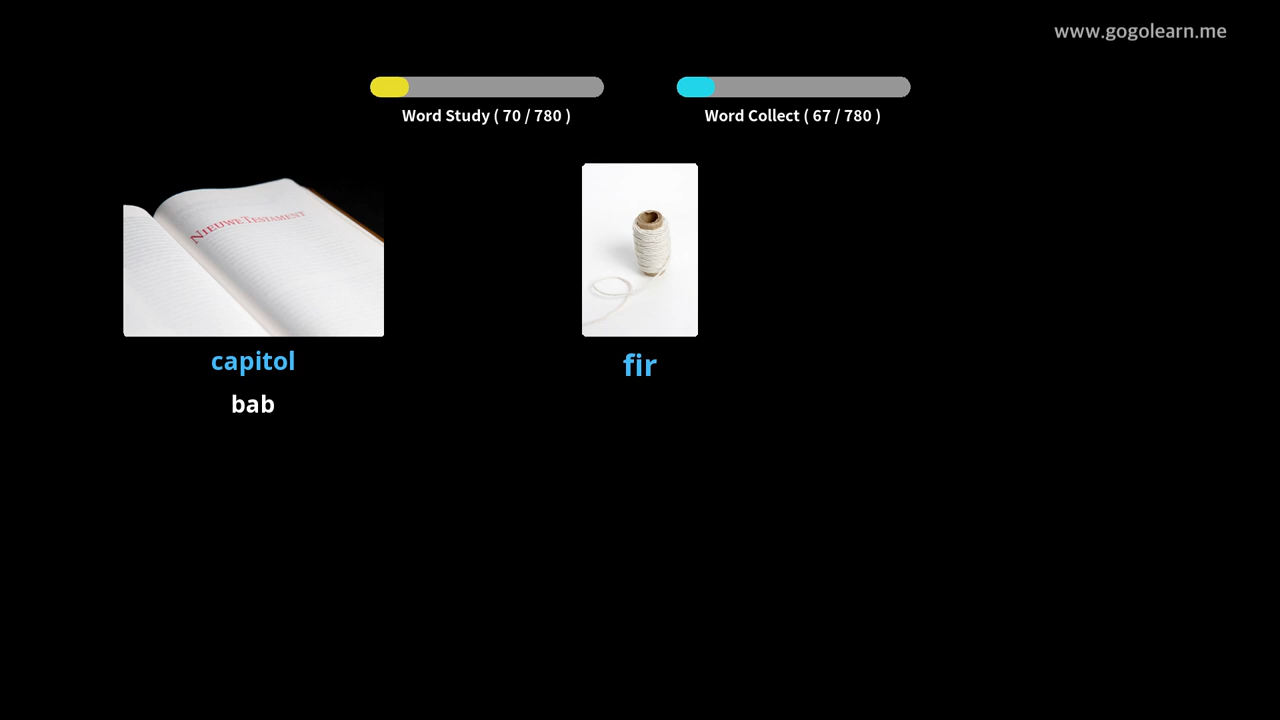 www.gogolearn.me
Word Study ( 70 / 780 )
Word Collect ( 67 / 780 )
NIEUWE TESTAMENT
capitol
fir
bab